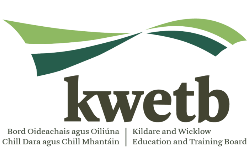 kwetb
Bord Oideachais agus Oiliúna
Chill Dara agus Chill Mhantáin
Kildare and Wicklow
Education and Training Board